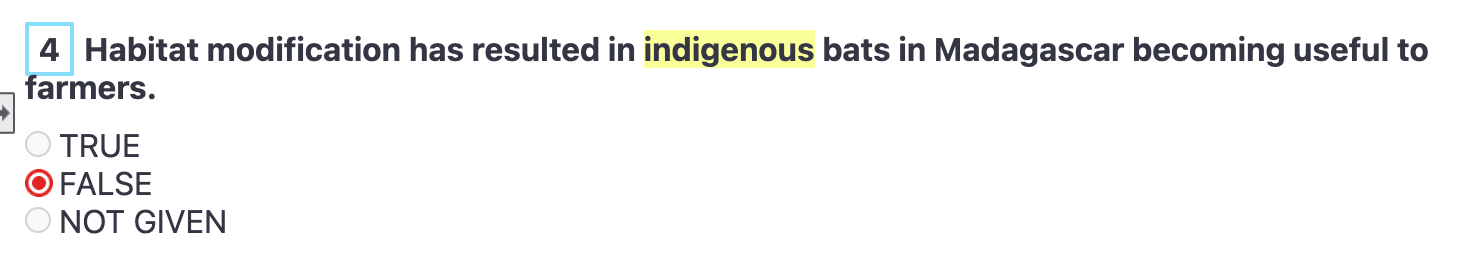 4 Habitat modification has resulted in indigenous bats in Madagascar becoming useful to
farmers.
TRUE
FALSE
NOT GIVEN